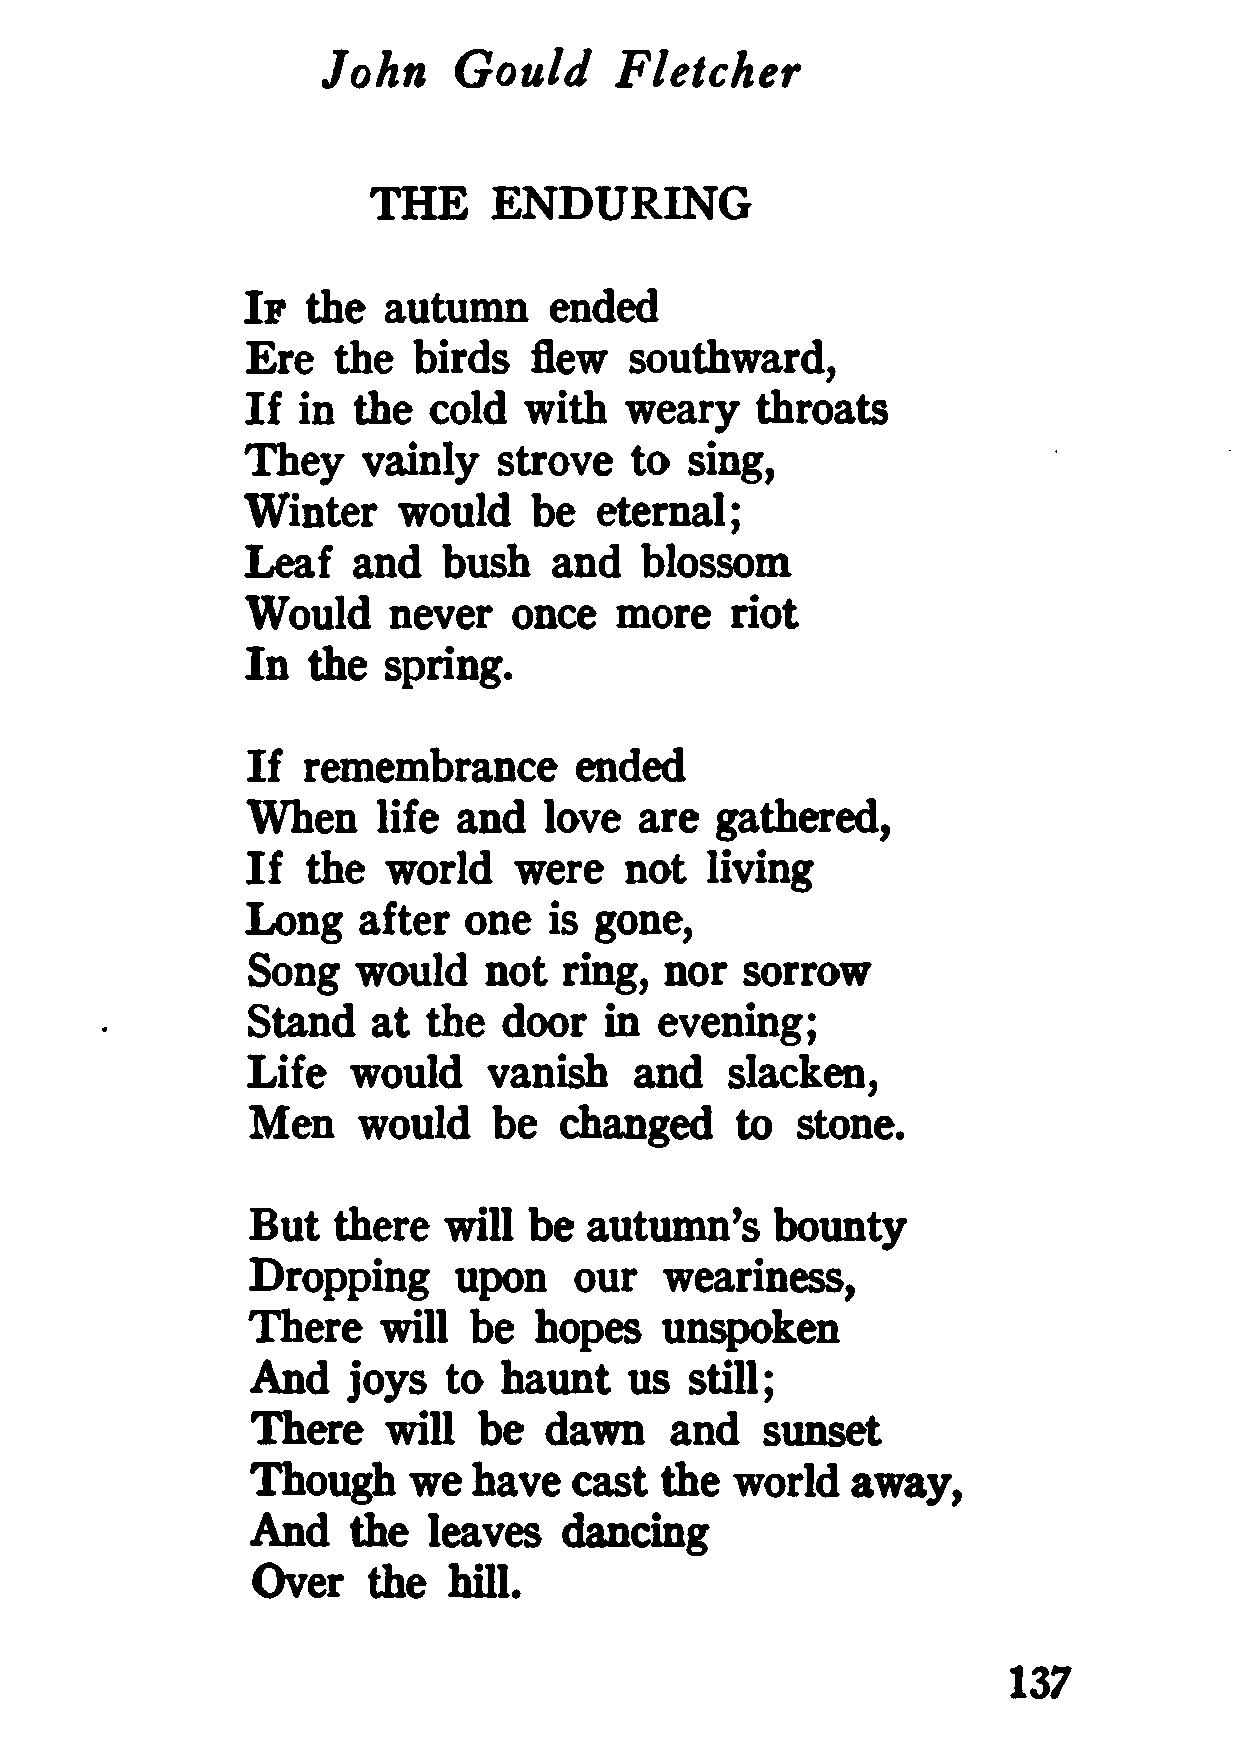 John Gould Fletcher
THE ENDURING
IF the autumn ended
Ere the birds flew southward,
If in the cold with weary throats
They vainly strove to sing,
Winter would be eternal;
Leaf and bush and blossom
Would never once more riot
In the spring.
If remembrance ended
When life and love are gathered,
If the world were not living
Long after one is gone,
Song would not ring, nor sorrow
Stand at the door in evening;
Life would vanish and slacken,
Men would be changed to stone.
But there will be autumn's bounty
Dropping upon our weariness,
There will be hopes unspoken
And joys to haunt us still;
There will be dawn and sunset
Though we have cast the world away,
And the leaves dancing
Over the hill.
137